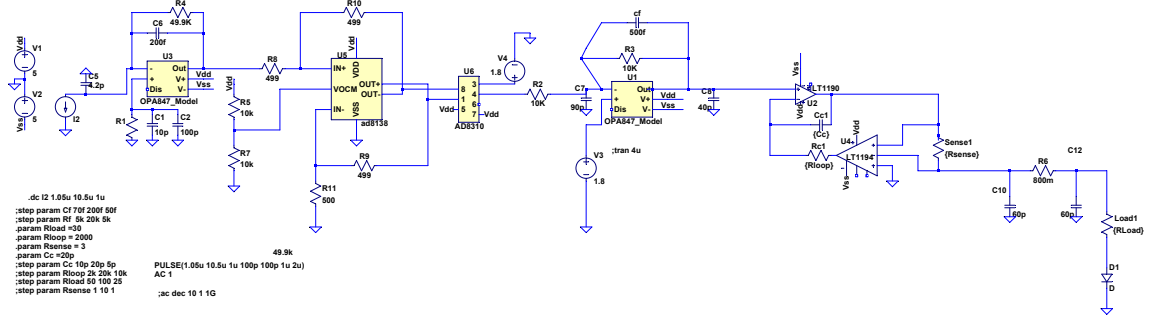 R4
49.9K
C6
200f
U3
-
+
Dis
Out
V+
V-
OPA847_Model
Vdd
Vss
Vdd
V1
5
V2
5
Vss
C5
4.2p
I2
R1
C1
10p
C2
100p
R8
499
Vdd
R5
10k
R7
10k
R10
499
Vdd
U5
IN+
VDD
VOCM
OUT+
OUT-
IN-
VSS
ad8138
R9
499
R11
500
U6
8
1
5
3
4
6
7
AD8310
Vdd
Vdd
V4
1.8
R2
10K
C7
90p
cf
500f
R3
10K
U1
-
+
Dis
Out
V+
V-
OPA847_Model
Vdd
Vss
C8
40p
V3
1.8
;tran 4u
Vss
LT1190
U2
Vdd
Cc1
{Cc}
Rc1
{Rloop}
U4
Vdd
LT1194
Vss
Sense1
{Rsense}
C10
60p
R6
800m
C12
60p
Load1
{RLoad}
D1
D
.dc I2 1.05u 10.5u 1u
;step param Cf 70f 200f 50f
;step param Rf 5k 20k 5k
.param Rload =30
.param Rloop = 2000
.param Rsense = 3
.param Cc =20p
;step param Cc 10p 20p 5p
;step param Rloop 2k 20k 10k
;step param Rload 50 100 25
;step param Rsense 1 10 1
49.9k
PULSE(1.05u 10.5u 1u 100p 100p 1u 2u)
AC 1
;ac dec 10 1 1G